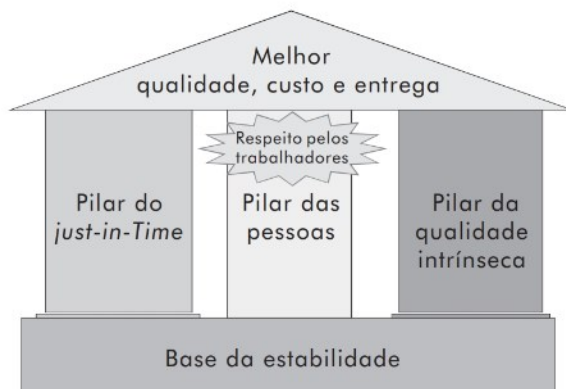 Melhor
qualidade, custo e entrega
Respeito pelos
trabalhadores
Pilar do
just-in-Time
Pilar das
pessoas
Pilar da
qualidade
intrínseca
Base da estabilidade